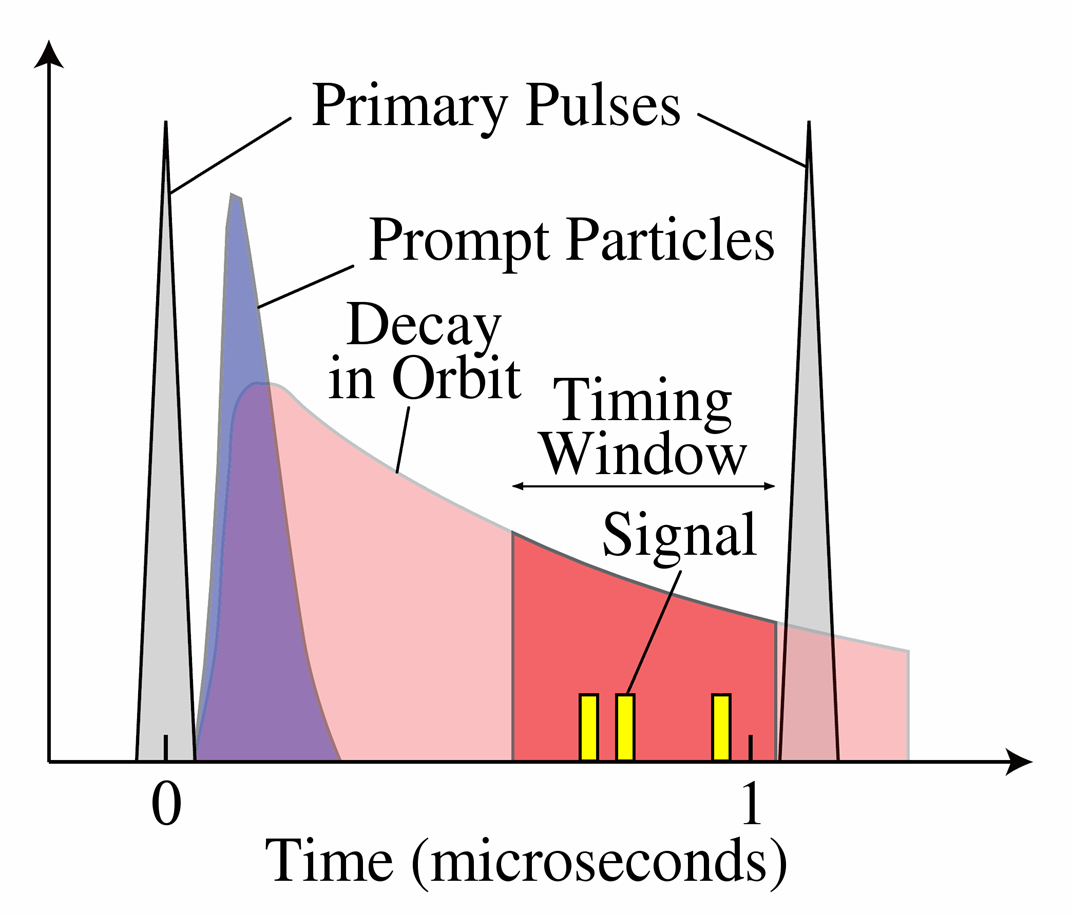 Primary Pulses
Prompt Particles
Decay
in Orbit
Timing
Window
Signal
0
1
Time (microseconds)